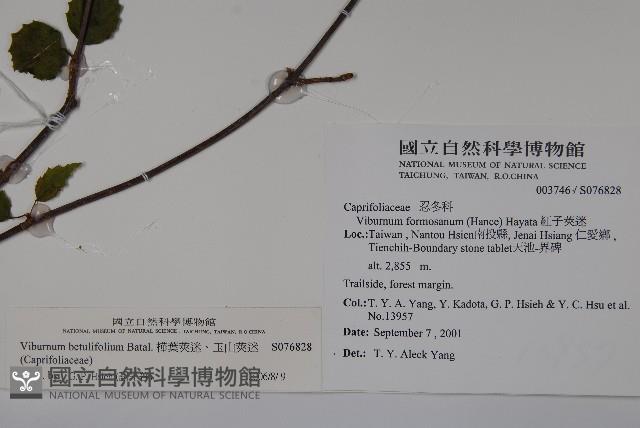 國立自然科學博物館
NATIONAL MUSEUM OF NATURAL SCIENCE
TAICHUNG, TAIWAN, R.O.CHINA
003746 / S076828
Caprifoliaceae 忍冬科
Viburnum formosanum (Hance) Hayata 紅子莢迷
Loc.:Taiwan , Nantou Hsien南投縣, Jenai Hsiang 仁愛鄉 ,
Tienchih-Boundary stone tablet天池-界碑
alt. 2,855 m.
Trailside, forest margin.
Col.: T. Y. A. Yang, Y. Kadota, G. P. Hsieh & Y. C. Hsu et al.
No.13957
Date: September 7 , 2001
Det.: T. Y. Aleck Yang
國立自然科學博物館
NATIONAL MUSEUM OF NATURAL SCIENCE , TAICHUNG, TAIWAN, R.O.CHINA
Viburnum betulifolium Batal. 樺葉莢迷、玉山莢迷 S076828
(Caprifoliaceae)
國立自然科學博物館
NATIONAL MUSEUM OF NATURAL SCIENCE